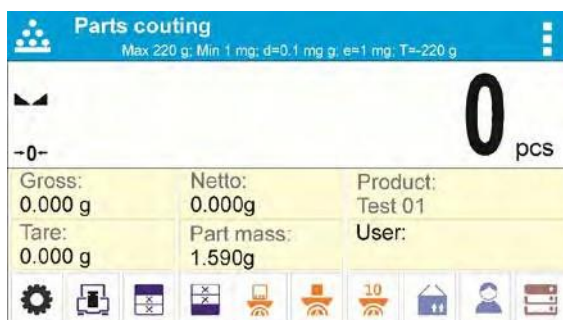 Parts couting
Max 220 g; Min 1 mg; d=0.1 mg g; e=1 mg; T=-220 g
→0←
0 pcs
Gross:
0.000 g
Netto:
0.000g
Product:
Test 01
Tare:
0.000 g
Part mass:
1.590g
User:
10